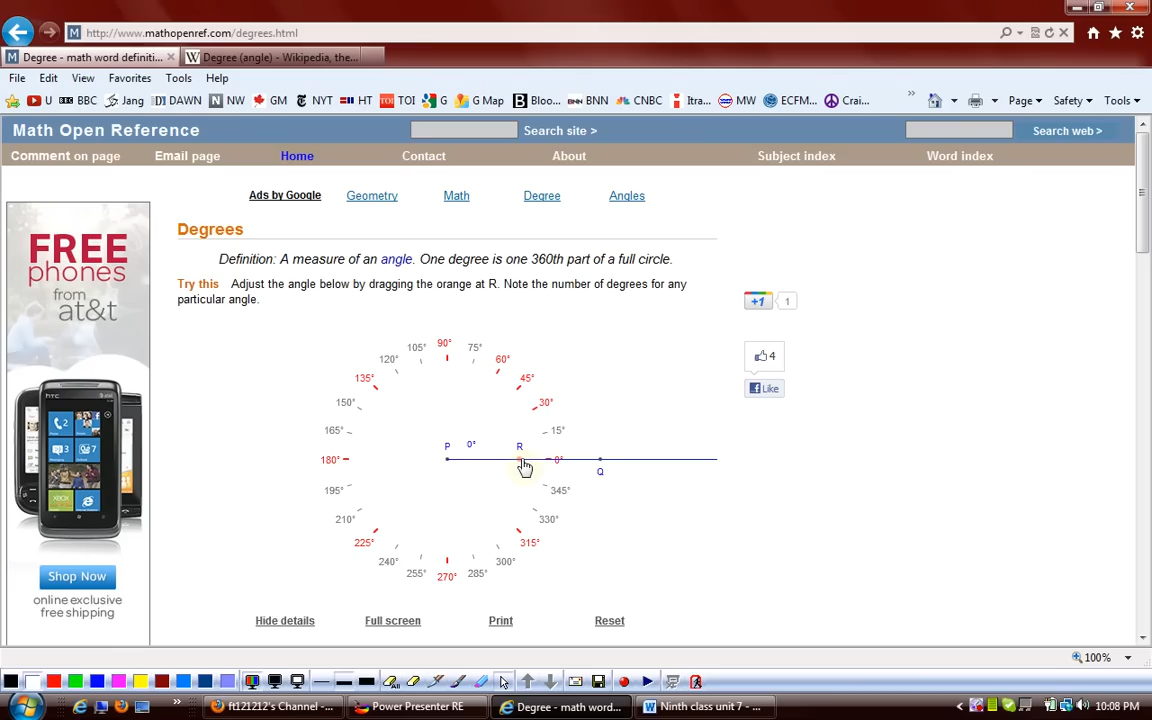 http://www.mathopenref.com/degrees.html
Degree - math word definiti...
Degree (angle) - Wikipedia, the...
File Edit View Favorites Tools Help
U BBC Jang DAWN NW GM NYT HT TOI G G Map Bloo... BNN CNBC Itra... MW ECFM... Crai... » Page Safety Tools
Math Open Reference Search site > Search web >
Comment on page Email page Home Contact About Subject index Word index
Ads by Google Geometry Math Degree Angles
Degrees
Definition: A measure of an angle. One degree is one 360th part of a full circle.
Try this Adjust the angle below by dragging the orange at R. Note the number of degrees for any
particular angle.
FREE
phones
from
at&t
hTC
Shop Now
online exclusive
free shipping
+1 1
4
Like
90°
105° 75°
120° 60°
135° 45°
150° 30°
165° 15°
P 0° R
180° 0°
Q
195° 345°
210° 330°
225° 315°
240° 300°
255° 285°
270°
Hide details Full screen Print Reset
100%
ft121212's Channel -... Power Presenter RE Degree - math word... Ninth class unit 7 - ... 10:08 PM